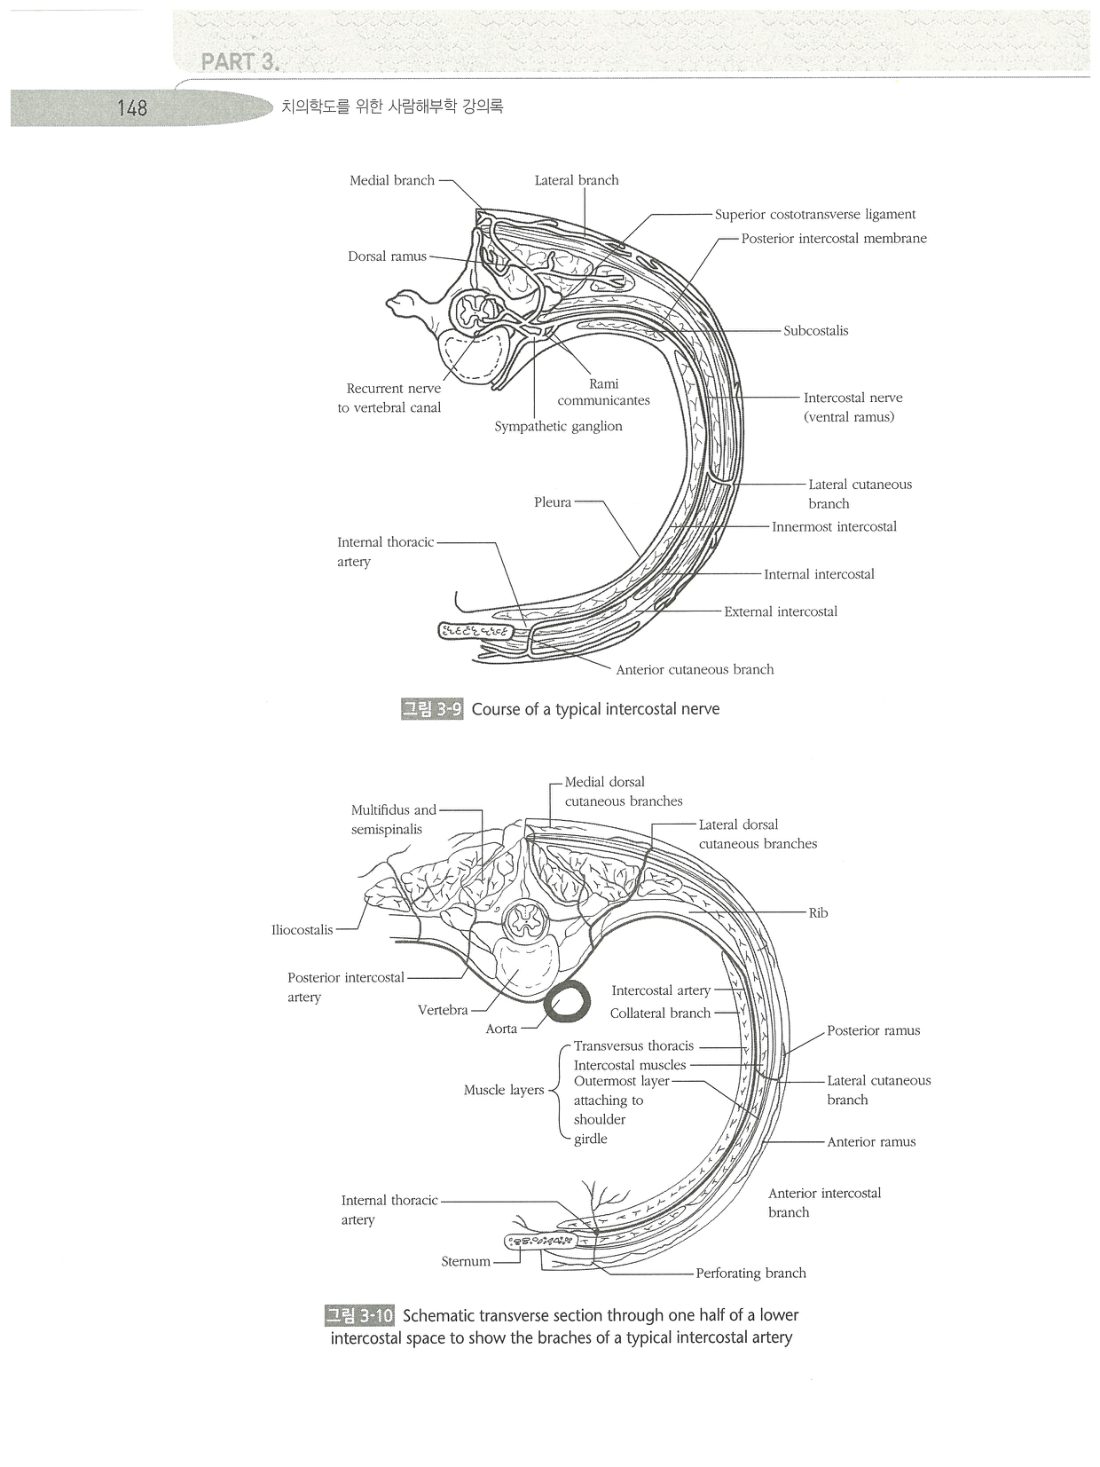 PART 3.
148
치의학도를 위한 사람해부학 강의록
Medial branch
Lateral branch
Superior costotransverse ligament
Posterior intercostal membrane
Dorsal ramus
Subcostalis
Recurrent nerve
to vertebral canal
Rami
communicantes
Sympathetic ganglion
Intercostal nerve
(ventral ramus)
Lateral cutaneous
branch
Pleura
Innermost intercostal
Internal thoracic
artery
Internal intercostal
External intercostal
Anterior cutaneous branch
그림 3-9 Course of a typical intercostal nerve
Medial dorsal
cutaneous branches
Multifidus and
semispinalis
Lateral dorsal
cutaneous branches
Rib
Iliocostalis
Posterior intercostal
artery
Vertebra
Aorta
Intercostal artery
Collateral branch
Posterior ramus
Muscle layers
Transversus thoracis
Intercostal muscles
Outermost layer
attaching to
shoulder
girdle
Lateral cutaneous
branch
Anterior ramus
Anterior intercostal
branch
Internal thoracic
artery
Sternum
Perforating branch
그림 3-10 Schematic transverse section through one half of a lower
intercostal space to show the braches of a typical intercostal artery